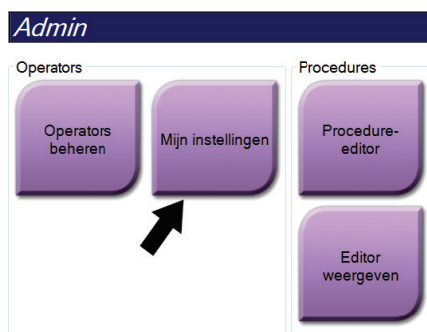 Admin
Operators
Procedures
Operators
beheren
Mijn instellingen
Procedure-
editor
Editor
weergeven